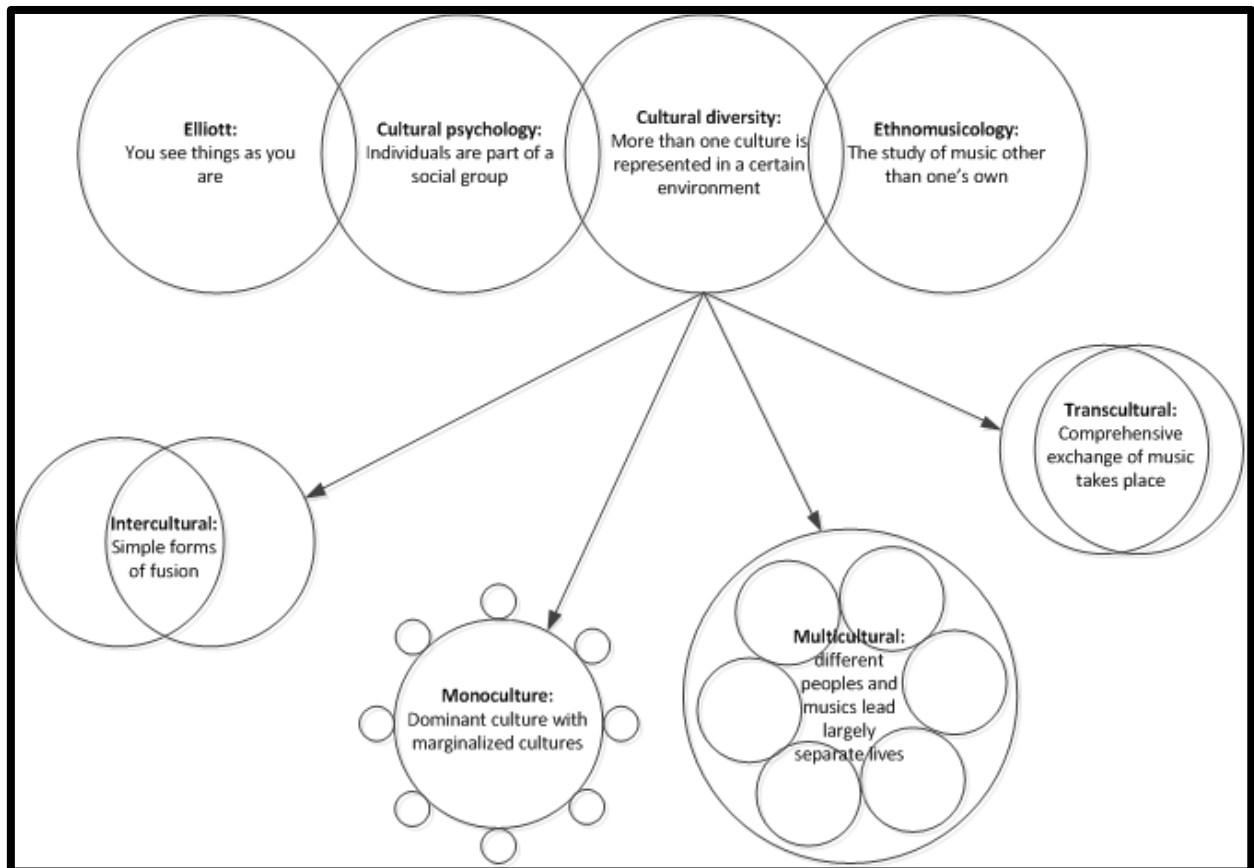 Elliott:
You see things as you
are
Cultural psychology:
Individuals are part of a
social group
Cultural diversity:
More than one culture is
represented in a certain
environment
Ethnomusicology:
The study of music other
than one's own
Transcultural:
Comprehensive
exchange of music
takes place
Intercultural:
Simple forms
of fusion
Monoculture:
Dominant culture with
marginalized cultures
Multicultural:
different
peoples and
musics lead
largely
separate lives